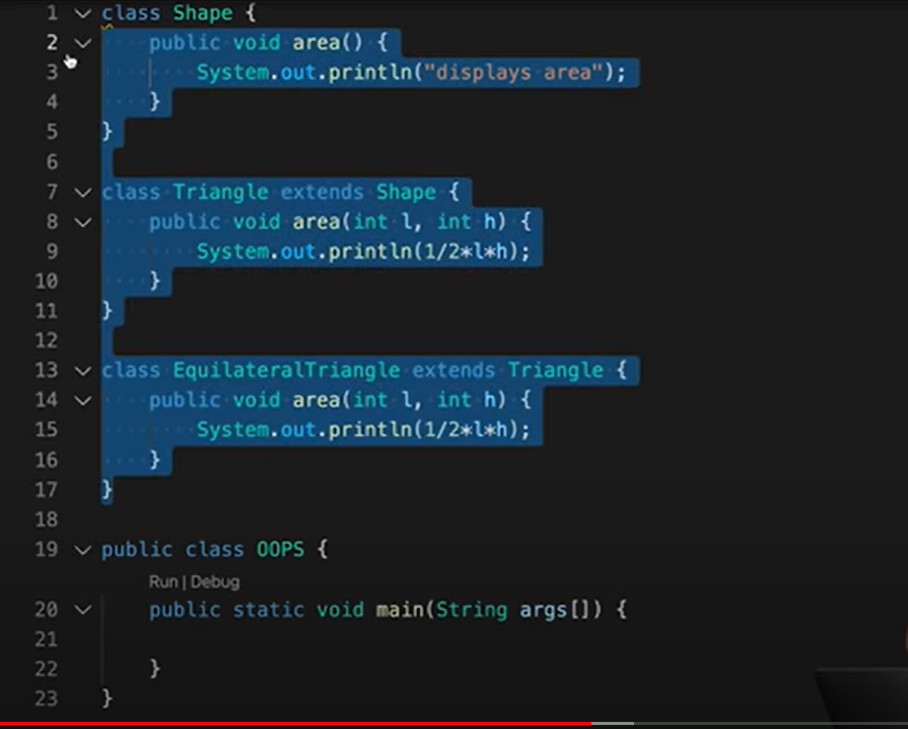 1 class Shape {
2     public void area() {
3         System.out.println("displays area");
4     }
5 }
6
7 class Triangle extends Shape {
8     public void area(int l, int h) {
9         System.out.println(1/2*l*h);
10     }
11 }
12
13 class EquilateralTriangle extends Triangle {
14     public void area(int l, int h) {
15         System.out.println(1/2*l*h);
16     }
17 }
18
19 public class OOPS {
Run | Debug
20     public static void main(String args[]) {
21
22     }
23 }